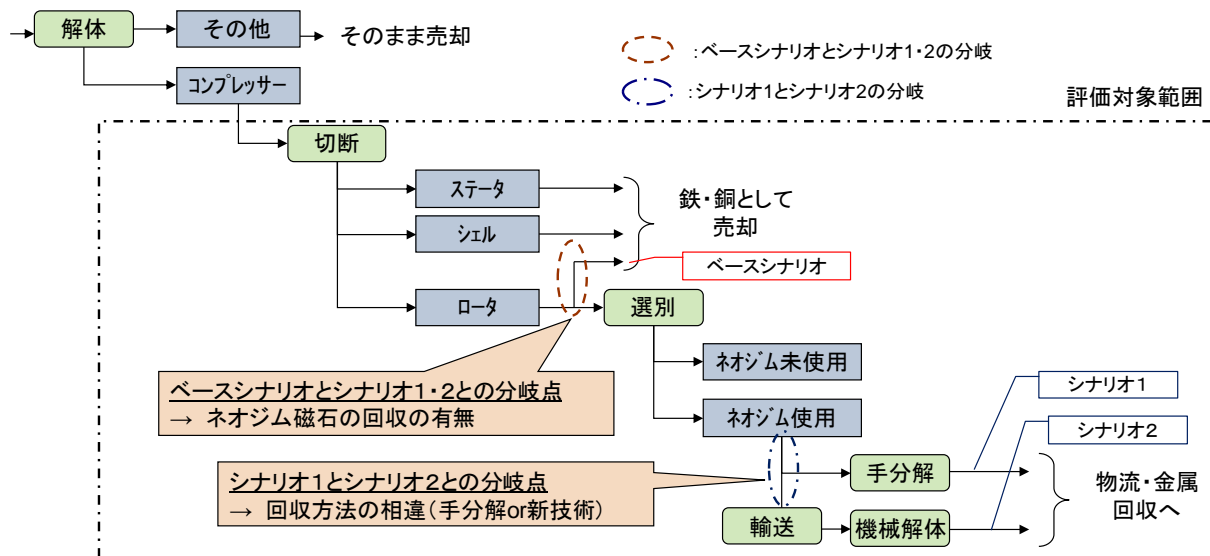 解体
その他
そのまま売却
:ベースシナリオとシナリオ1・2の分岐
ｺﾝﾌﾟﾚｯｻｰ
:シナリオ1とシナリオ2の分岐
評価対象範囲
切断
ｽﾃｰﾀ
鉄・銅として
売却
ｼｪﾙ
ベースシナリオ
ﾛｰﾀ
選別
ﾈｵｼﾞﾑ未使用
ベースシナリオとシナリオ1・2との分岐点
→ ネオジム磁石の回収の有無
シナリオ1
ﾈｵｼﾞﾑ使用
シナリオ2
シナリオ1とシナリオ2との分岐点
→ 回収方法の相違(手分解or新技術)
手分解
物流・金属
回収へ
輸送
機械解体